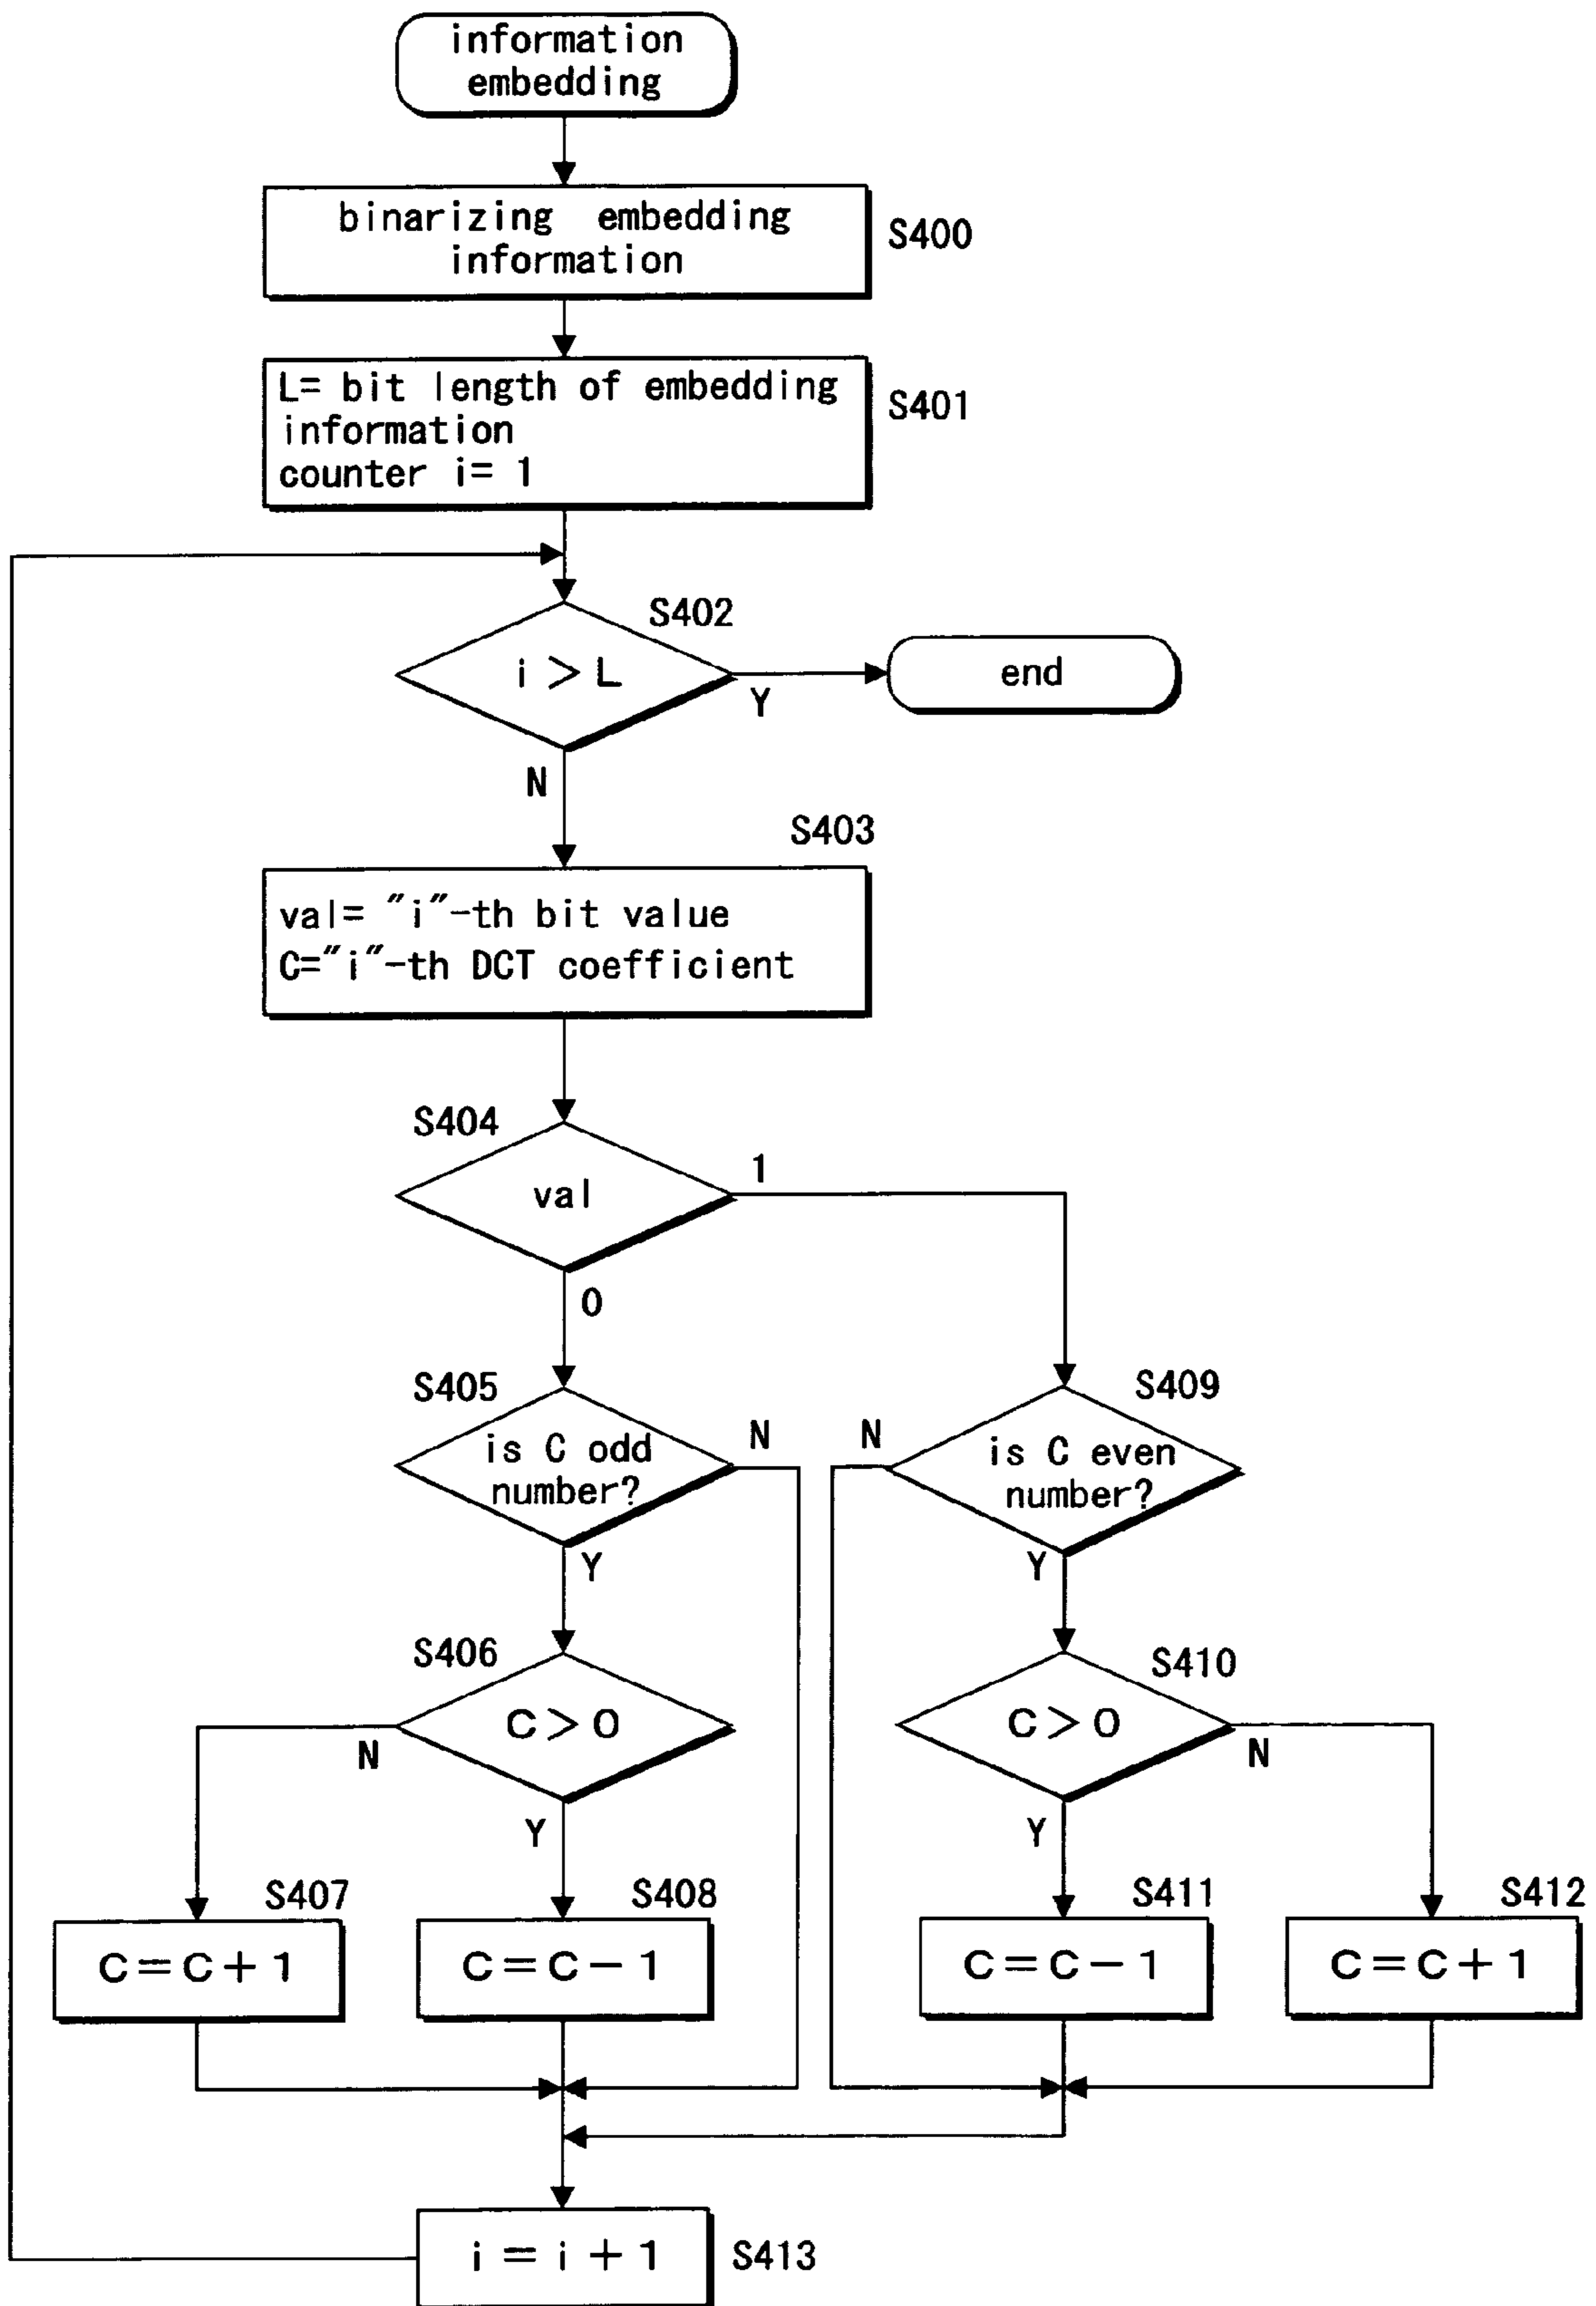 information
embedding
binarizing embedding
information
S400
L= bit length of embedding
information
counter i= 1
S401
S402
i > L
Y
end
N
S403
val= "i"-th bit value
C="i"-th DCT coefficient
S404
val
1
0
S405
is C odd
number?
N
Y
S409
N
is C even
number?
Y
S406
C > 0
N
Y
S410
C > 0
N
Y
S407
C = C + 1
S408
C = C - 1
S411
C = C - 1
S412
C = C + 1
i = i + 1
S413